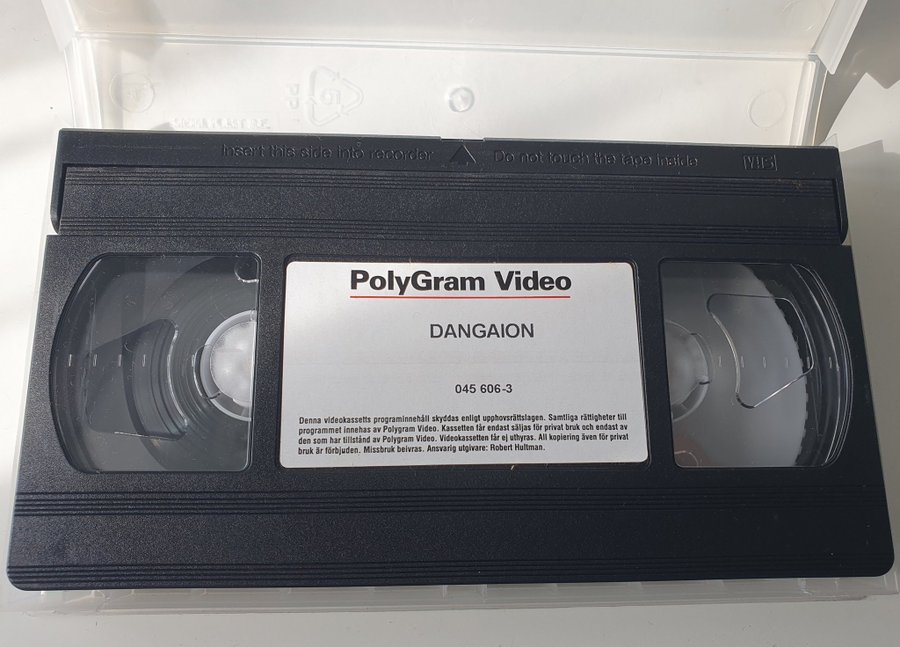 PP
Insert this side into recorder Do not touch the tape inside VHS
PolyGram Video
DANGAION
045 606-3
Denna videokassetts programinnehåll skyddas enligt upphovsrättslagen. Samtliga rättigheter till
programmet innehas av Polygram Video. Kassetten får endast säljas för privat bruk och endast av
den som har tillstånd av Polygram Video. Videokassetten får ej uthyras. All kopiering även för privat
bruk är förbjuden. Missbruk beivras. Ansvarig utgivare: Robert Hultman.